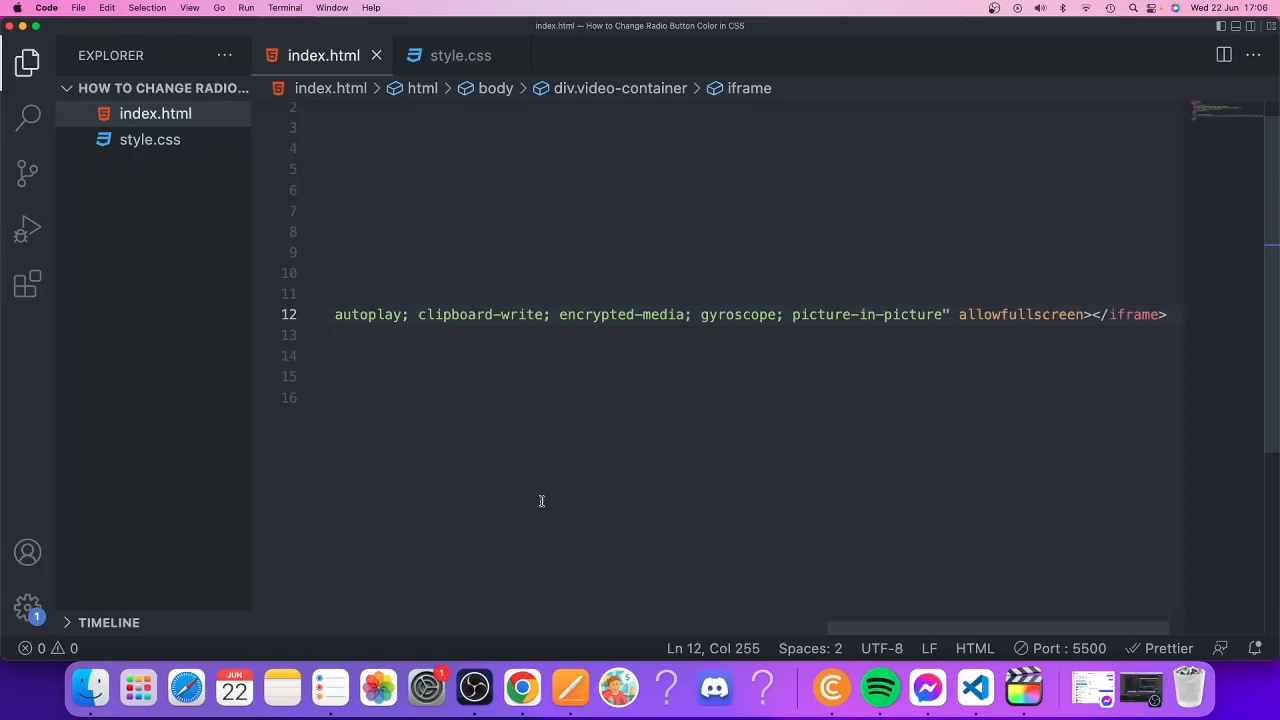 Code File Edit Selection View Go Run Terminal Window Help Wed 22 Jun 17:06
index.html — How to Change Radio Button Color in CSS
EXPLORER
index.html
style.css
HOW TO CHANGE RADIO...
index.html > html > body > div.video-container > iframe
index.html
style.css
2
3
4
5
6
7
8
9
10
11
12 autoplay; clipboard-write; encrypted-media; gyroscope; picture-in-picture" allowfullscreen></iframe>
13
14
15
16
1
TIMELINE
0 0 Ln 12, Col 255 Spaces: 2 UTF-8 LF HTML Port : 5500 Prettier
JUN
22
1